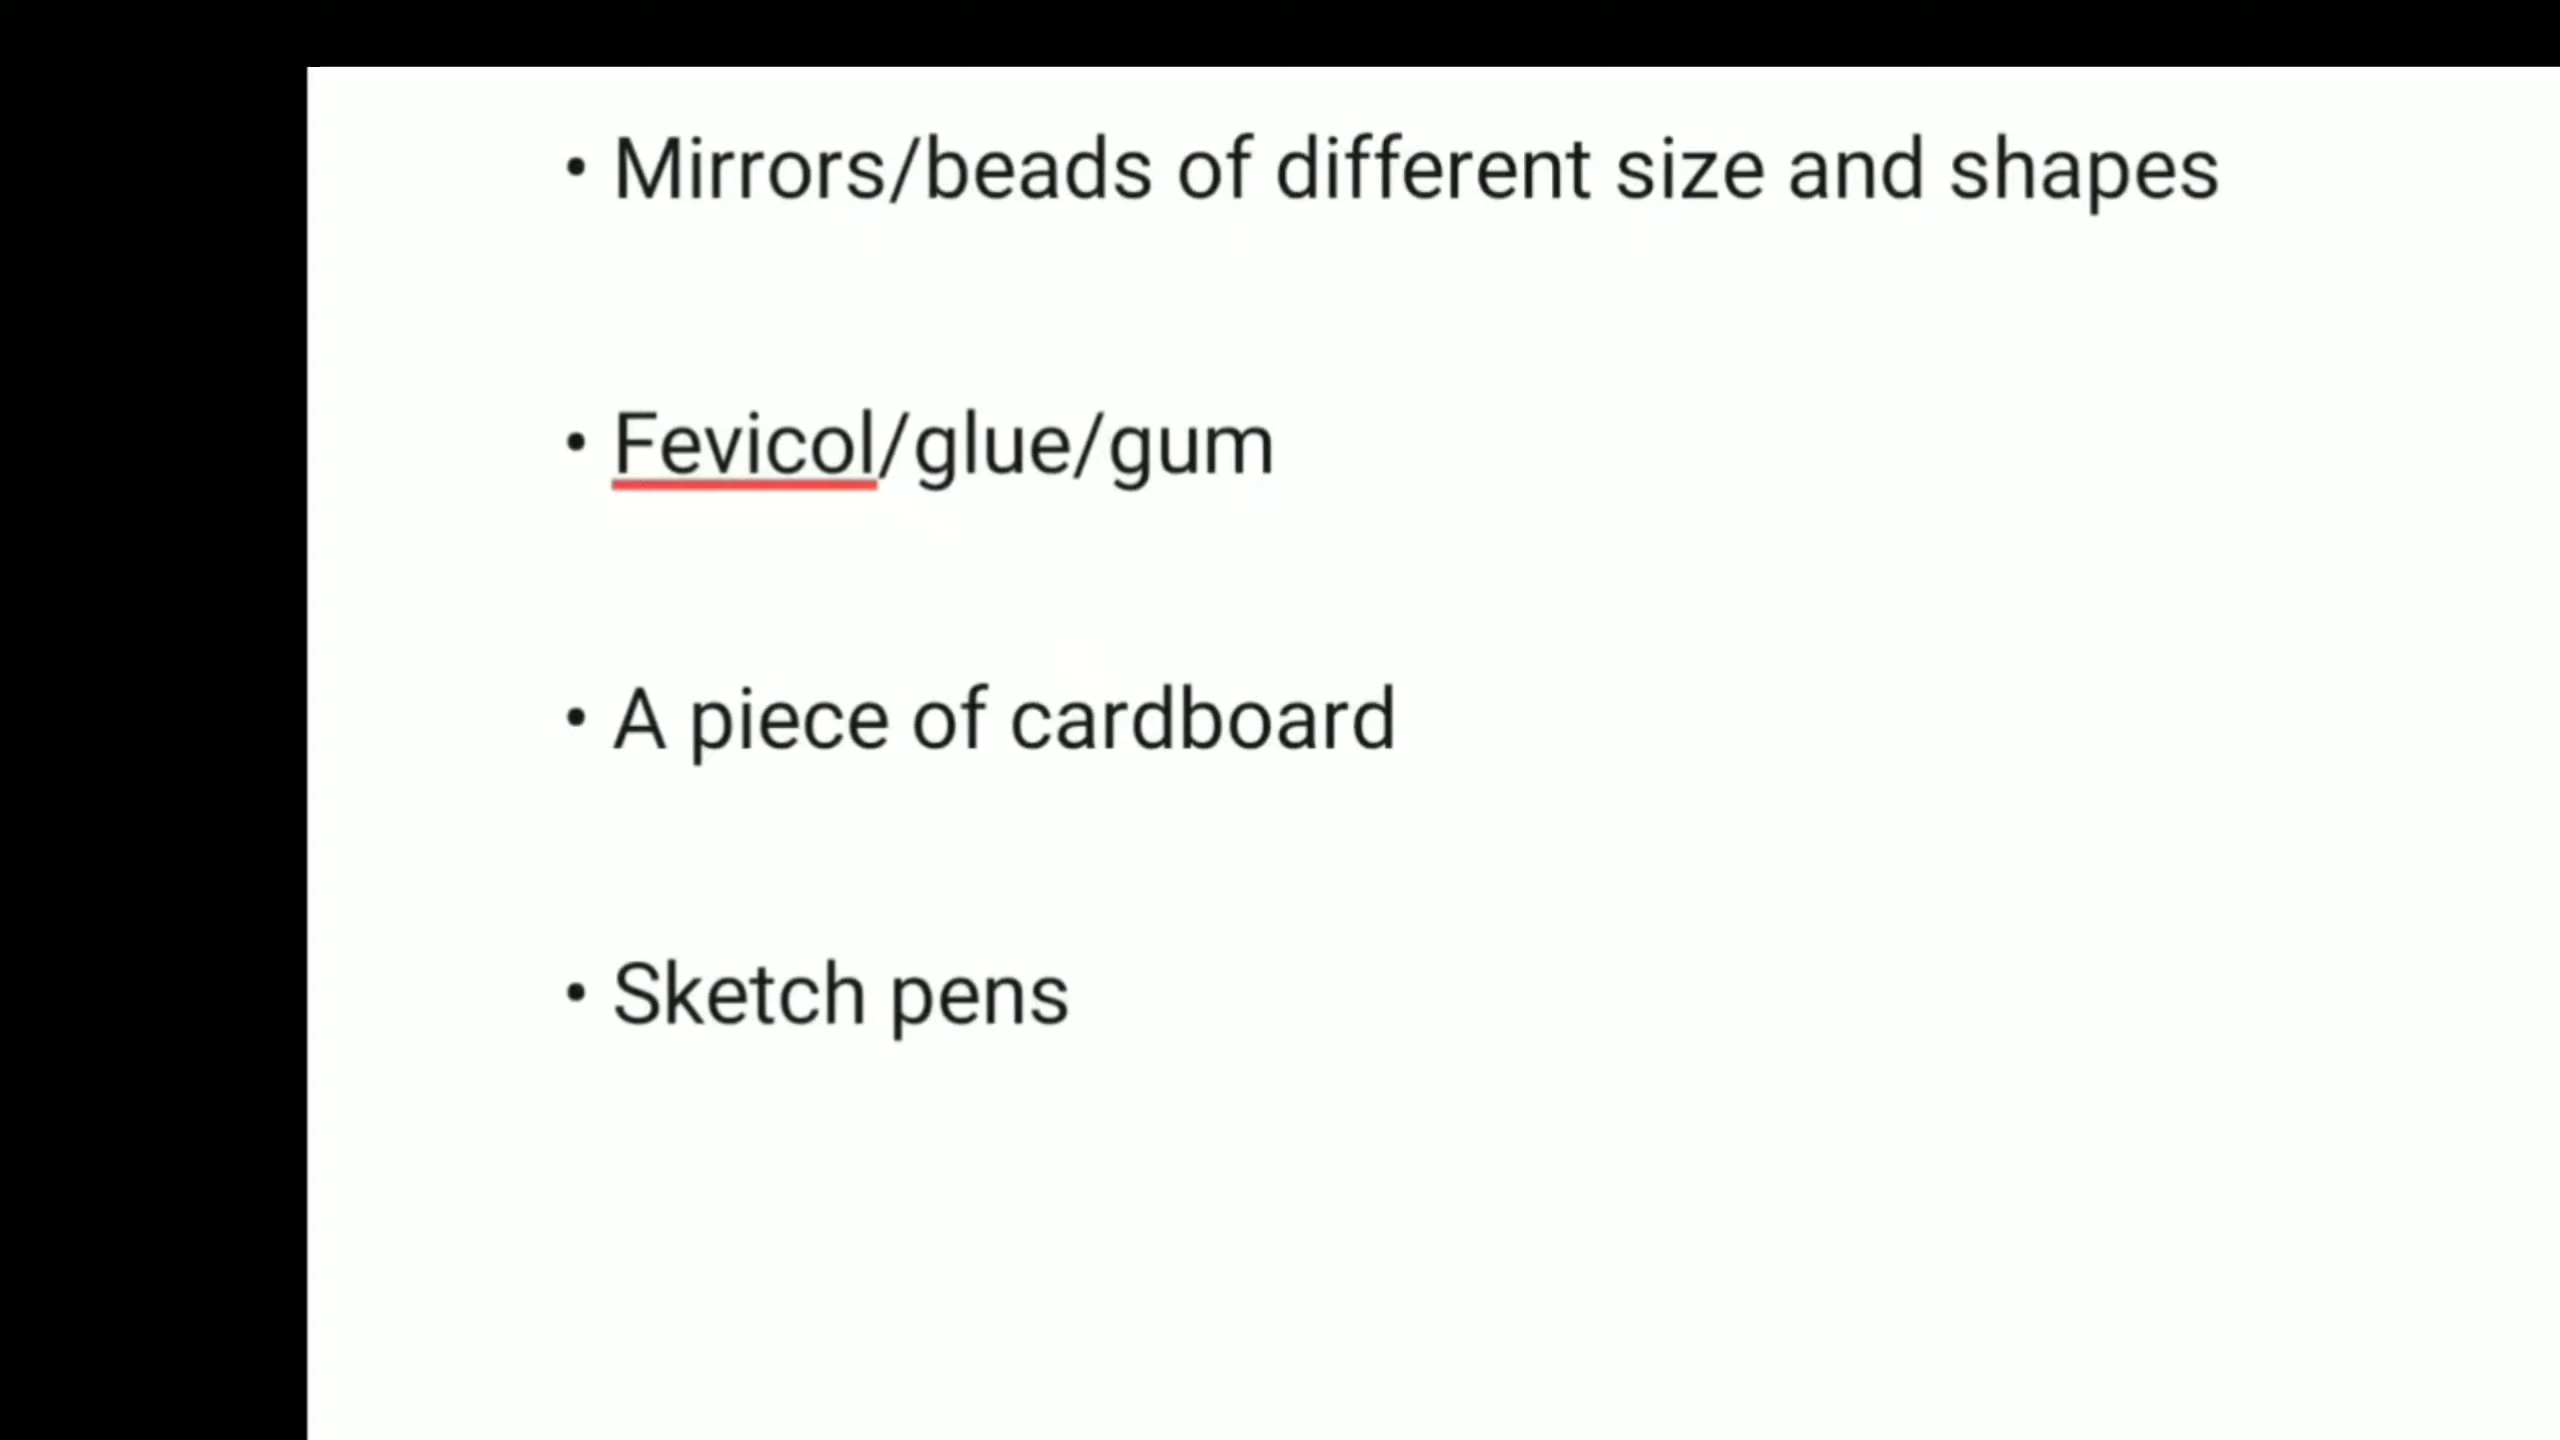 • Mirrors/beads of different size and shapes
• Fevicol/glue/gum
• A piece of cardboard
• Sketch pens